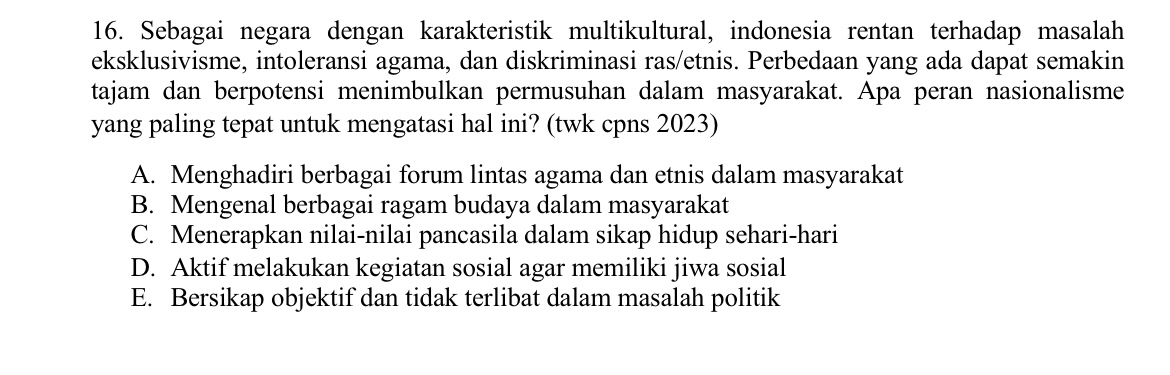 16. Sebagai negara dengan karakteristik multikultural, indonesia rentan terhadap masalah
eksklusivisme, intoleransi agama, dan diskriminasi ras/etnis. Perbedaan yang ada dapat semakin
tajam dan berpotensi menimbulkan permusuhan dalam masyarakat. Apa peran nasionalisme
yang paling tepat untuk mengatasi hal ini? (twk cpns 2023)
A. Menghadiri berbagai forum lintas agama dan etnis dalam masyarakat
B. Mengenal berbagai ragam budaya dalam masyarakat
C. Menerapkan nilai-nilai pancasila dalam sikap hidup sehari-hari
D. Aktif melakukan kegiatan sosial agar memiliki jiwa sosial
E. Bersikap objektif dan tidak terlibat dalam masalah politik